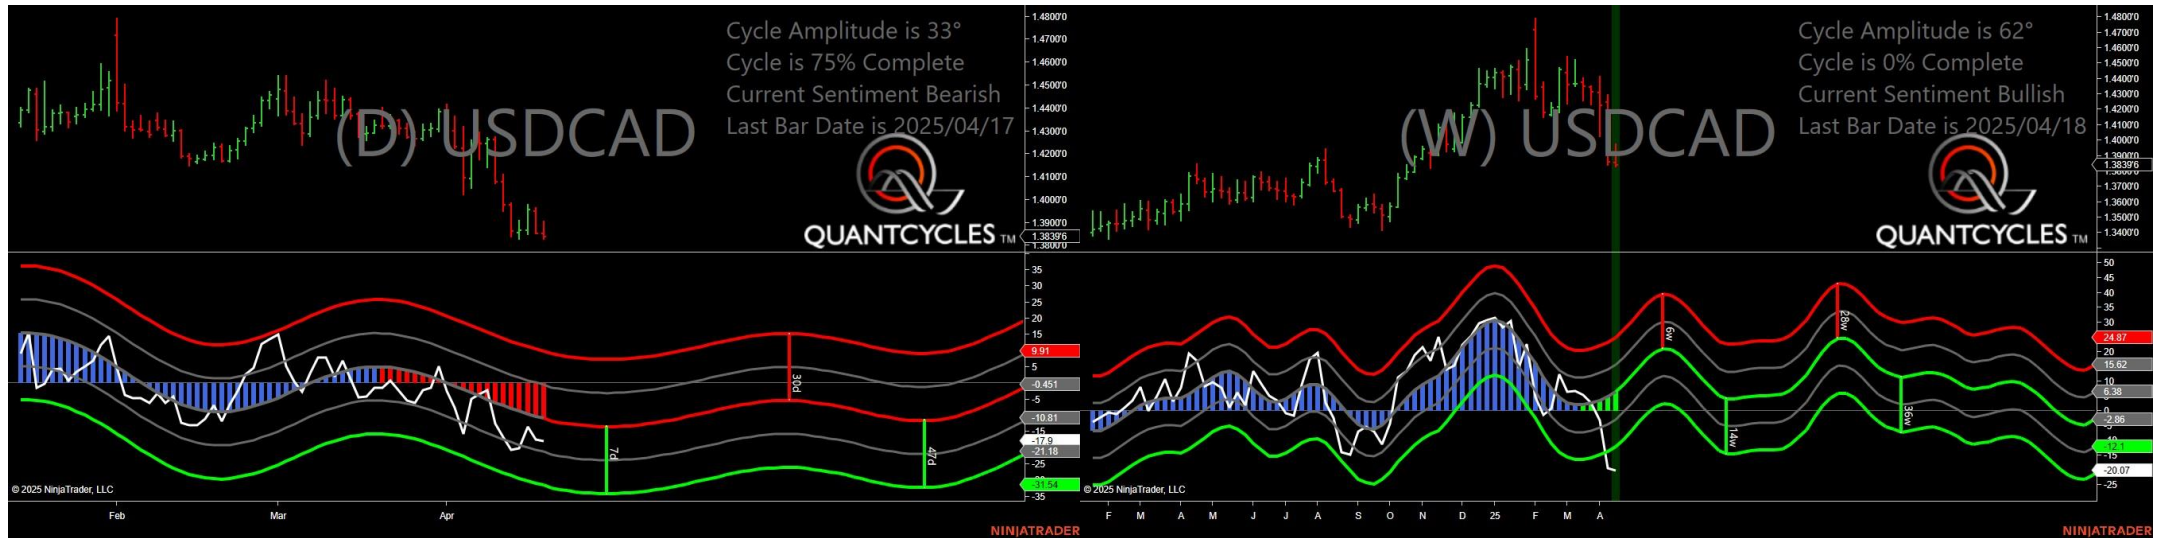 Cycle Amplitude is 33°
Cycle is 75% Complete
Current Sentiment Bearish
Last Bar Date is 2025/04/17
(D) USDCAD
QUANTCYCLES TM
1.4800'0
1.4700'0
1.4600'0
1.4500'0
1.4400'0
1.4300'0
1.4200'0
1.4100'0
1.4000'0
1.3900'0
1.3839'6
1.3800'0
35
30
25
20
15
9.91
5
-0.451
-5
-10.81
-15
-17.9
-21.18
-25
-31.54
-35
30d
7d
47d
© 2025 NinjaTrader, LLC
Feb
Mar
Apr
NINJATRADER
Cycle Amplitude is 62°
Cycle is 0% Complete
Current Sentiment Bullish
Last Bar Date is 2025/04/18
(W) USDCAD
QUANTCYCLES TM
1.4800'0
1.4700'0
1.4600'0
1.4500'0
1.4400'0
1.4300'0
1.4200'0
1.4100'0
1.4000'0
1.3900'0
1.3839'6
1.3700'0
1.3600'0
1.3500'0
1.3400'0
50
45
40
35
30
24.87
20
15.62
10
6.38
0
-2.86
-12.1
-15
-20.07
-25
6w
28w
14w
36w
© 2025 NinjaTrader, LLC
F
M
A
M
J
J
A
S
O
N
D
25
F
M
A
NINJATRADER